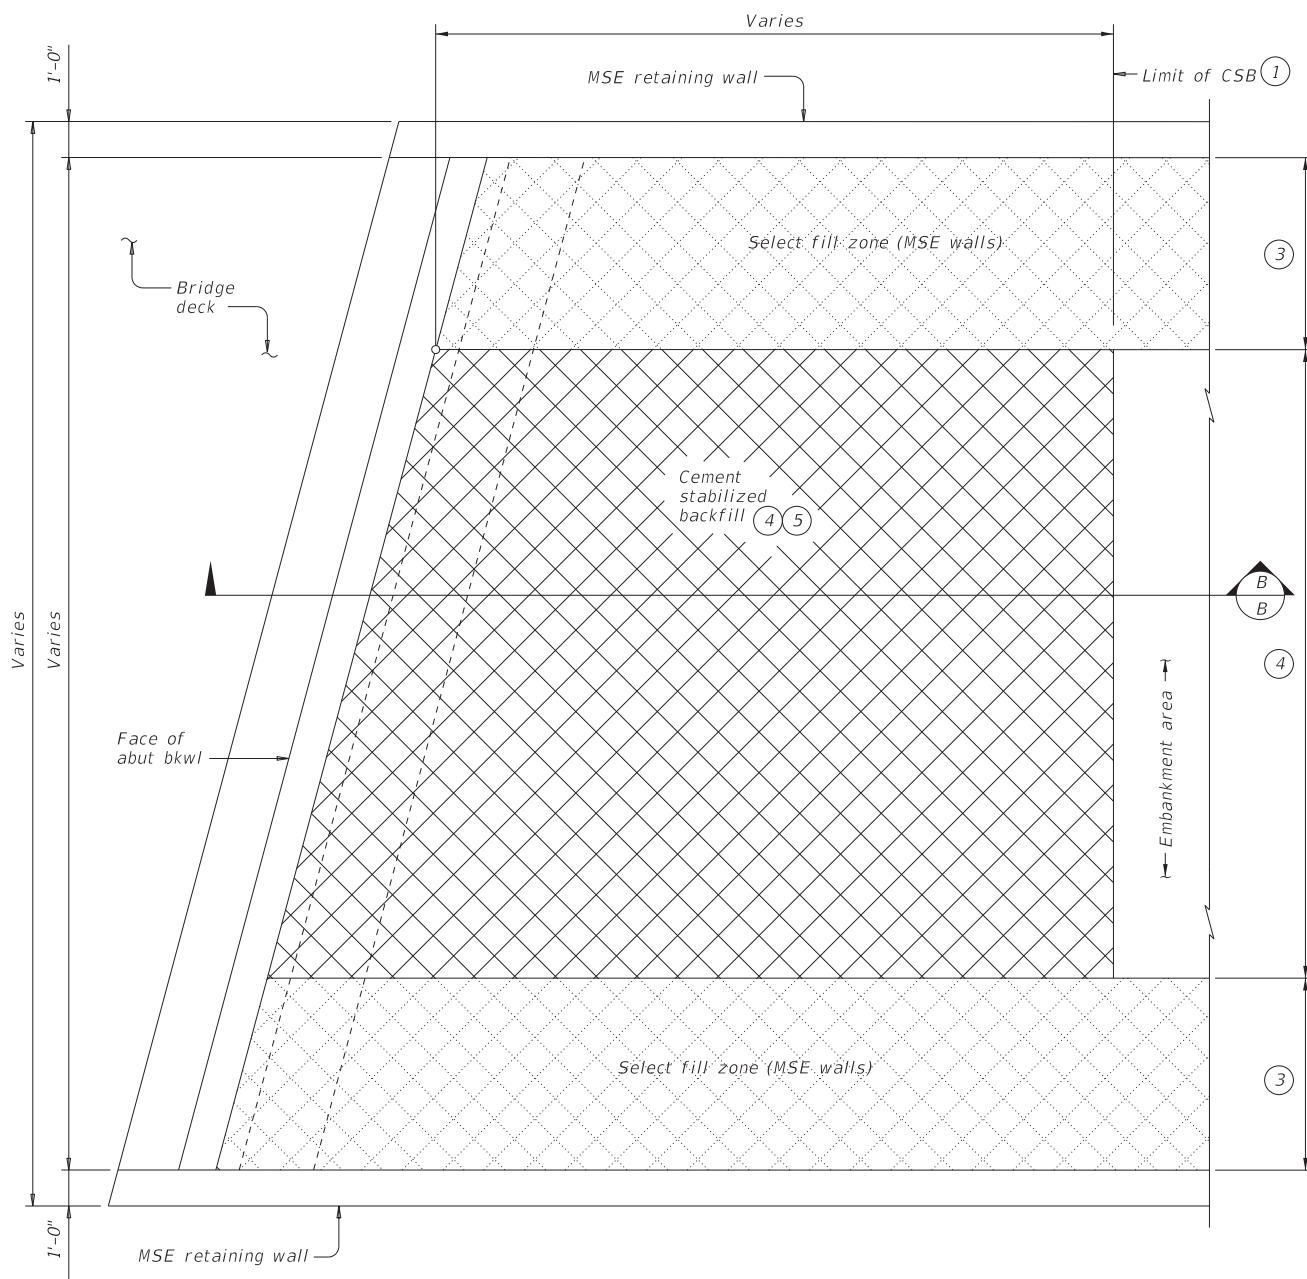 Varies
1'-0"
MSE retaining wall
Limit of CSB 1
Select fill zone (MSE walls)
3
Bridge
deck
Cement
stabilized
backfill 4 5
B
B
Varies
Varies
4
Embankment area
Face of
abut bkwl
Select fill zone (MSE walls)
3
1'-0"
MSE retaining wall